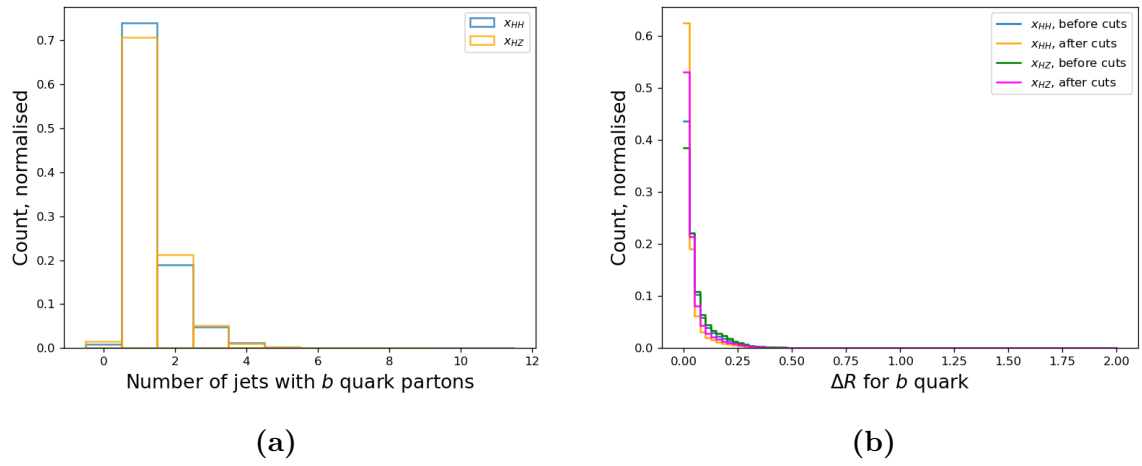 0.7
0.6
0.5
0.4
0.3
0.2
0.1
0.0
Count, normalised
0 2 4 6 8 10 12
Number of jets with b quark partons
x_HH
x_HZ
(a)
0.6
0.5
0.4
0.3
0.2
0.1
0.0
Count, normalised
0.00 0.25 0.50 0.75 1.00 1.25 1.50 1.75 2.00
ΔR for b quark
x_HH, before cuts
x_HH, after cuts
x_HZ, before cuts
x_HZ, after cuts
(b)